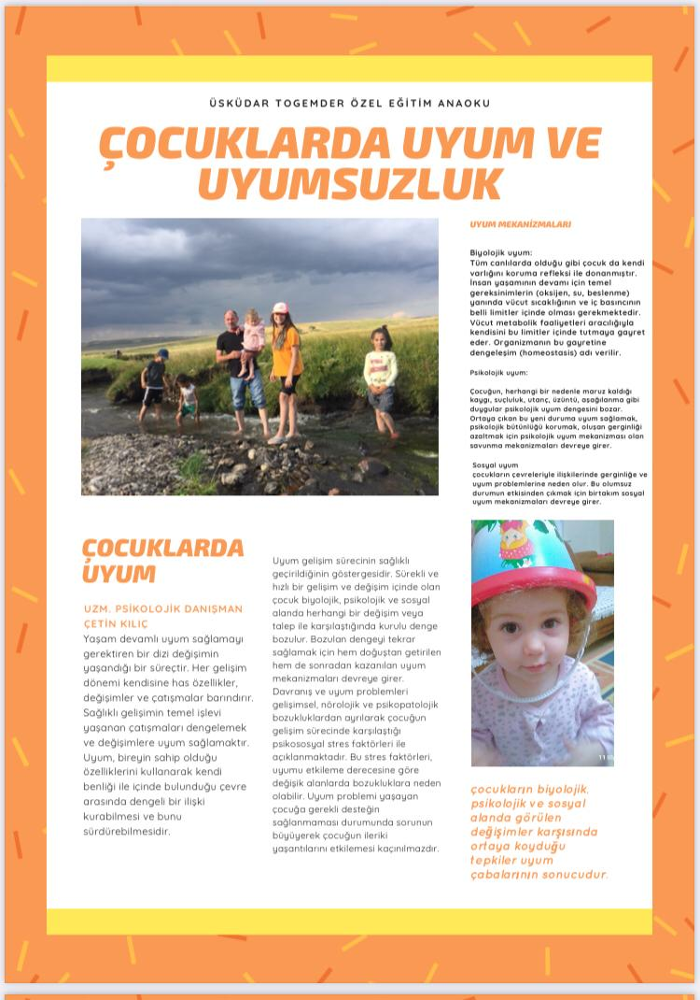 ÜSKÜDAR TOGEMDER ÖZEL EĞİTİM ANAOKU
ÇOCUKLARDA UYUM VE
UYUMSUZLUK
UYUM MEKANİZMALARI
Biyolojik uyum:
Tüm canlılarda olduğu gibi çocuk da kendi
varlığını koruma refleksi ile donanmıştır.
İnsan yaşamının devamı için temel
gereksinimlerin (oksijen, su, beslenme)
yanında vücut sıcaklığının ve iç basıncının
belli limitler içinde olması gerekmektedir.
Vücut metabolik faaliyetleri aracılığıyla
kendisini bu limitler içinde tutmaya gayret
eder. Organizmanın bu gayretine
dengeleşim (homeostasis) adı verilir.
Psikolojik uyum:
Çocuğun, herhangi bir nedenle maruz kaldığı
kaygı, suçluluk, utanç, üzüntü, aşağılanma gibi
duygular psikolojik uyum dengesini bozar.
Ortaya çıkan bu yeni duruma uyum sağlamak,
psikolojik bütünlüğü korumak, oluşan gerginliği
azaltmak için psikolojik uyum mekanizması olan
savunma mekanizmaları devreye girer.
Sosyal uyum
çocukların çevreleriyle ilişkilerinde gerginliğe ve
uyum problemlerine neden olur. Bu olumsuz
durumun etkisinden çıkmak için birtakım sosyal
uyum mekanizmaları devreye girer.
ÇOCUKLARDA
UYUM
UZM. PSİKOLOJİK DANIŞMAN
ÇETİN KILIÇ
Yaşam devamlı uyum sağlamayı
gerektiren bir dizi değişimin
yaşandığı bir süreçtir. Her gelişim
dönemi kendisine has özellikler,
değişimler ve çatışmalar barındırır.
Sağlıklı gelişimin temel işlevi
yaşanan çatışmaları dengelemek
ve değişimlere uyum sağlamaktır.
Uyum, bireyin sahip olduğu
özelliklerini kullanarak kendi
benliği ile içinde bulunduğu çevre
arasında dengeli bir ilişki
kurabilmesi ve bunu
sürdürebilmesidir.
Uyum gelişim sürecinin sağlıklı
geçirildiğinin göstergesidir. Sürekli ve
hızlı bir gelişim ve değişim içinde olan
çocuk biyolojik, psikolojik ve sosyal
alanda herhangi bir değişim veya
talep ile karşılaştığında kurulu denge
bozulur. Bozulan dengeyi tekrar
sağlamak için hem doğuştan getirilen
hem de sonradan kazanılan uyum
mekanizmaları devreye girer.
Davranış ve uyum problemleri
gelişimsel, nörolojik ve psikopatolojik
bozukluklardan ayrılarak çocuğun
gelişim sürecinde karşılaştığı
psikososyal stres faktörleri ile
açıklanmaktadır. Bu stres faktörleri,
uyumu etkileme derecesine göre
değişik alanlarda bozukluklara neden
olabilir. Uyum problemi yaşayan
çocuğa gerekli desteğin
sağlanmaması durumunda sorunun
büyüyerek çocuğun ileriki
yaşantılarını etkilemesi kaçınılmazdır.
çocukların biyolojik,
psikolojik ve sosyal
alanda görülen
değişimler karşısında
ortaya koyduğu
tepkiler uyum
çabalarının sonucudur.